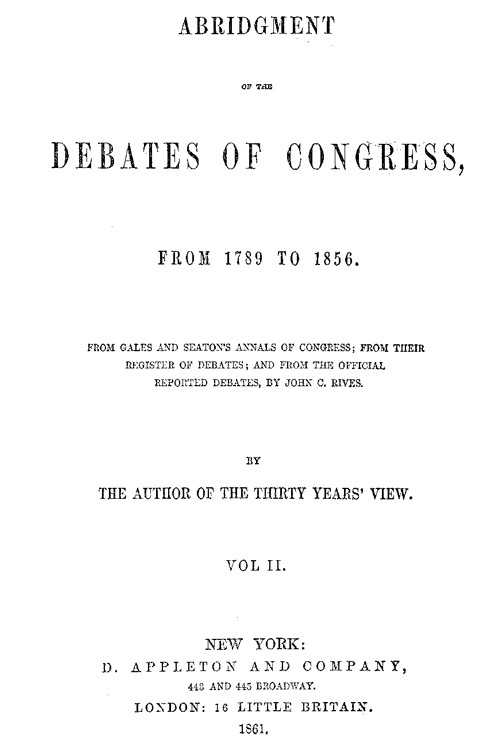 ABRIDGMENT
OF THE
DEBATES OF CONGRESS,
FROM 1789 TO 1856.
FROM GALES AND SEATON'S ANNALS OF CONGRESS; FROM THEIR
REGISTER OF DEBATES; AND FROM THE OFFICIAL
REPORTED DEBATES, BY JOHN C. RIVES.
BY
THE AUTHOR OF THE THIRTY YEARS' VIEW.
VOL II.
NEW YORK:
D. APPLETON AND COMPANY,
443 AND 445 BROADWAY.
LONDON: 16 LITTLE BRITAIN.
1861.